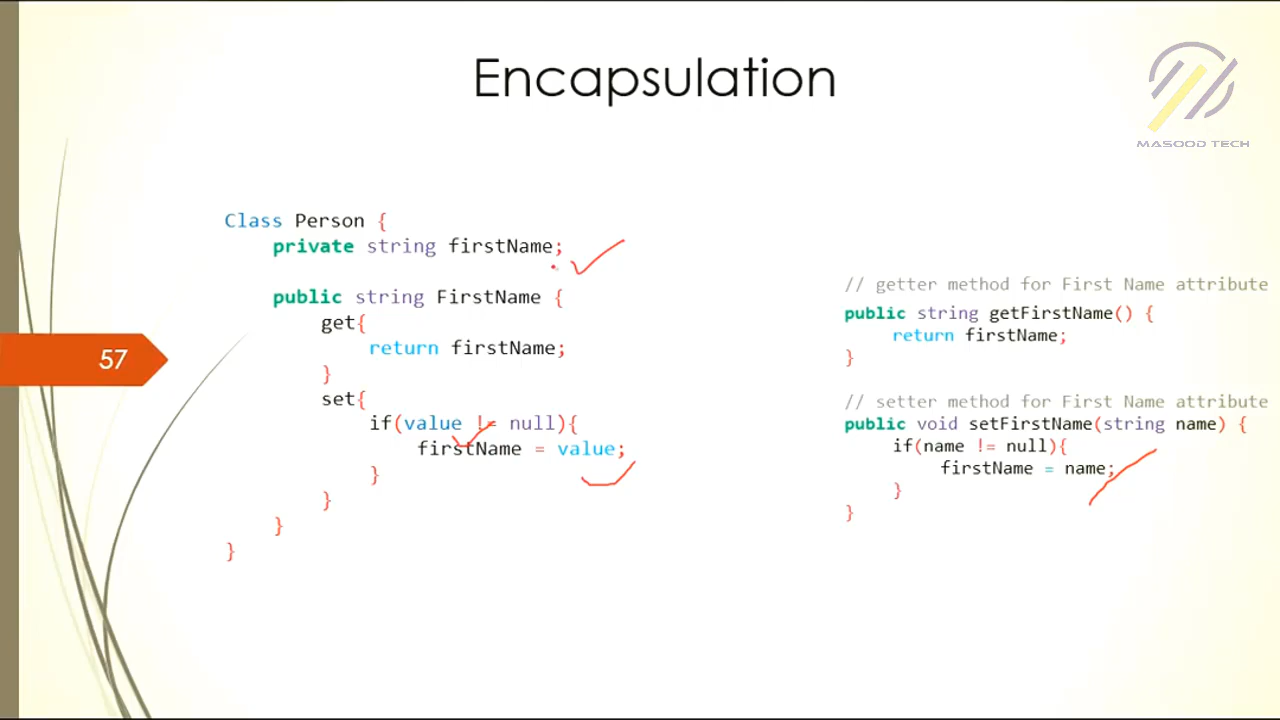 Encapsulation
MASOOD TECH
Class Person {
private string firstName;
public string FirstName {
get{
return firstName;
}
set{
if(value != null){
firstName = value;
}
}
}
}
57
// getter method for First Name attribute
public string getFirstName() {
return firstName;
}
// setter method for First Name attribute
public void setFirstName(string name) {
if(name != null){
firstName = name;
}
}